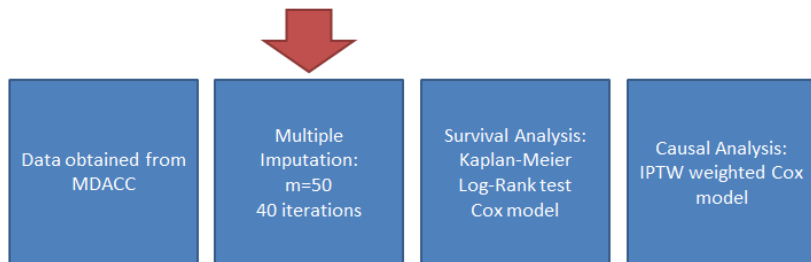 Data obtained from
MDACC
Multiple
Imputation:
m=50
40 iterations
Survival Analysis:
Kaplan-Meier
Log-Rank test
Cox model
Causal Analysis:
IPTW weighted Cox
model